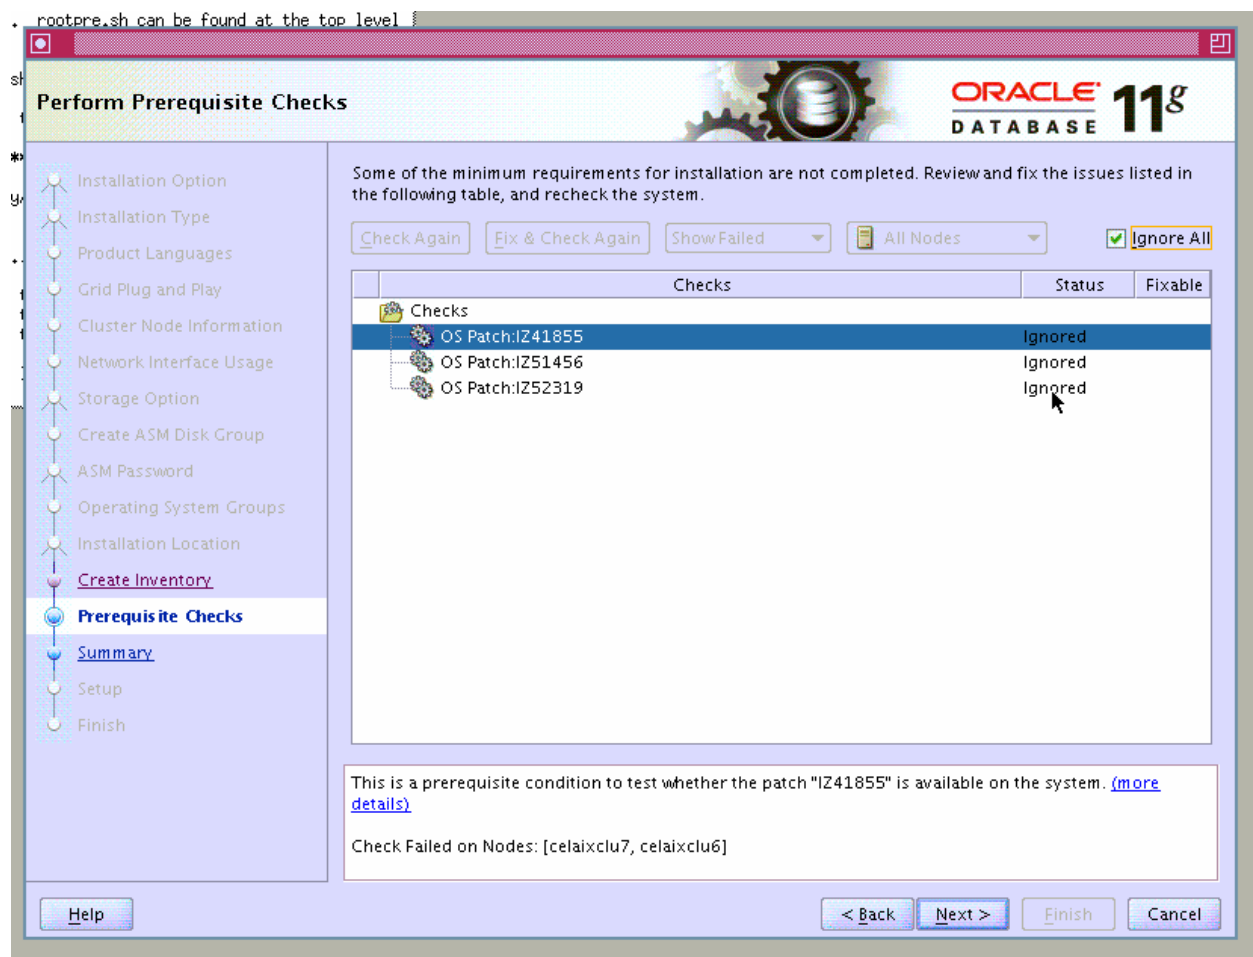 . rootpre.sh can be found at the top level
Perform Prerequisite Checks
ORACLE
DATABASE
11g
Installation Option
Installation Type
Product Languages
Grid Plug and Play
Cluster Node Information
Network Interface Usage
Storage Option
Create ASM Disk Group
ASM Password
Operating System Groups
Installation Location
Create Inventory
Prerequisite Checks
Summary
Setup
Finish
Some of the minimum requirements for installation are not completed. Review and fix the issues listed in
the following table, and recheck the system.
Check Again Fix & Check Again Show Failed All Nodes Ignore All
Checks Status Fixable
Checks
OS Patch:IZ41855 Ignored
OS Patch:IZ51456 Ignored
OS Patch:IZ52319 Ignored
This is a prerequisite condition to test whether the patch "IZ41855" is available on the system. (more
details)
Check Failed on Nodes: [celaixclu7, celaixclu6]
Help < Back Next > Finish Cancel